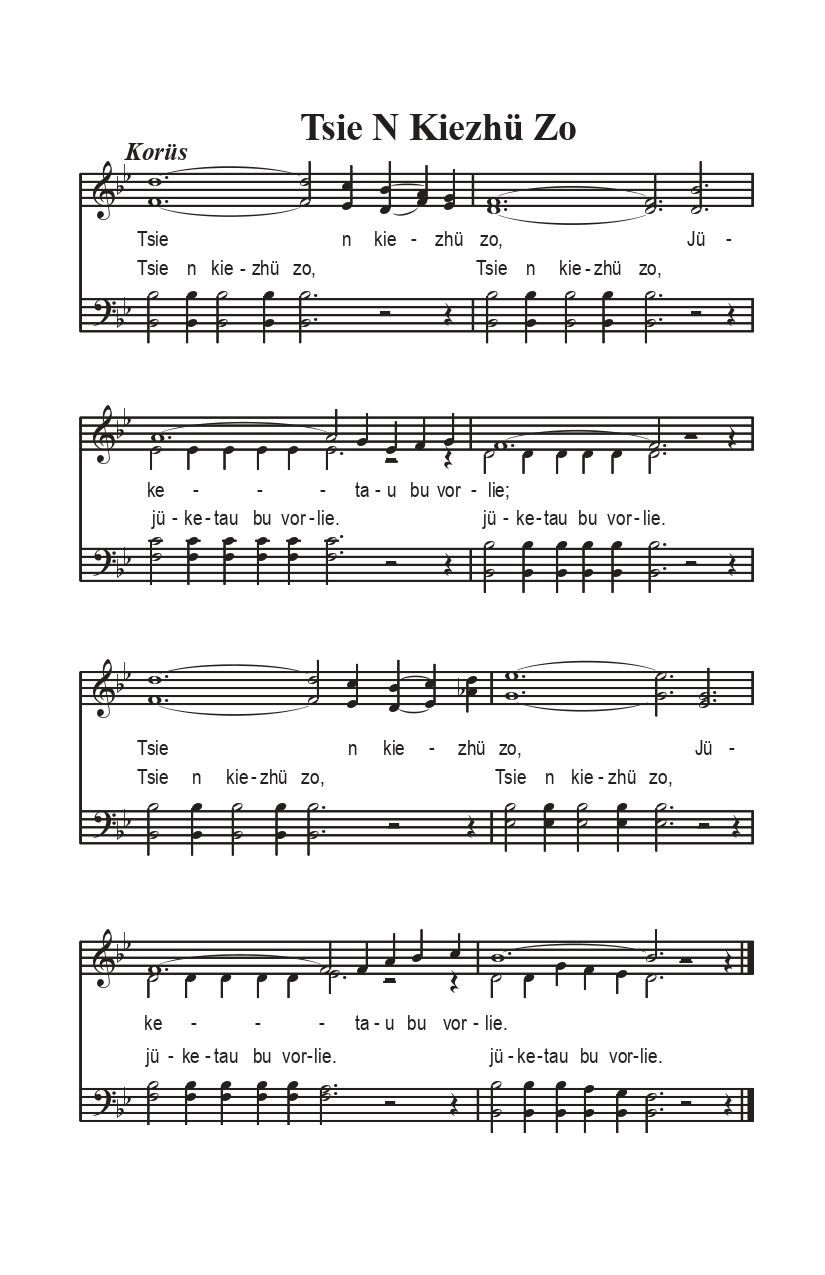 Tsie N Kiezhü Zo
Korüs
Tsie n kie - zhü zo, Jü -
Tsie n kie - zhü zo, Tsie n kie - zhü zo,
ke - - - ta - u bu vor - lie;
jü - ke - tau bu vor - lie. jü - ke - tau bu vor - lie.
Tsie n kie - zhü zo, Jü -
Tsie n kie - zhü zo, Tsie n kie - zhü zo,
ke - - - ta - u bu vor - lie.
jü - ke - tau bu vor - lie. jü - ke - tau bu vor - lie.